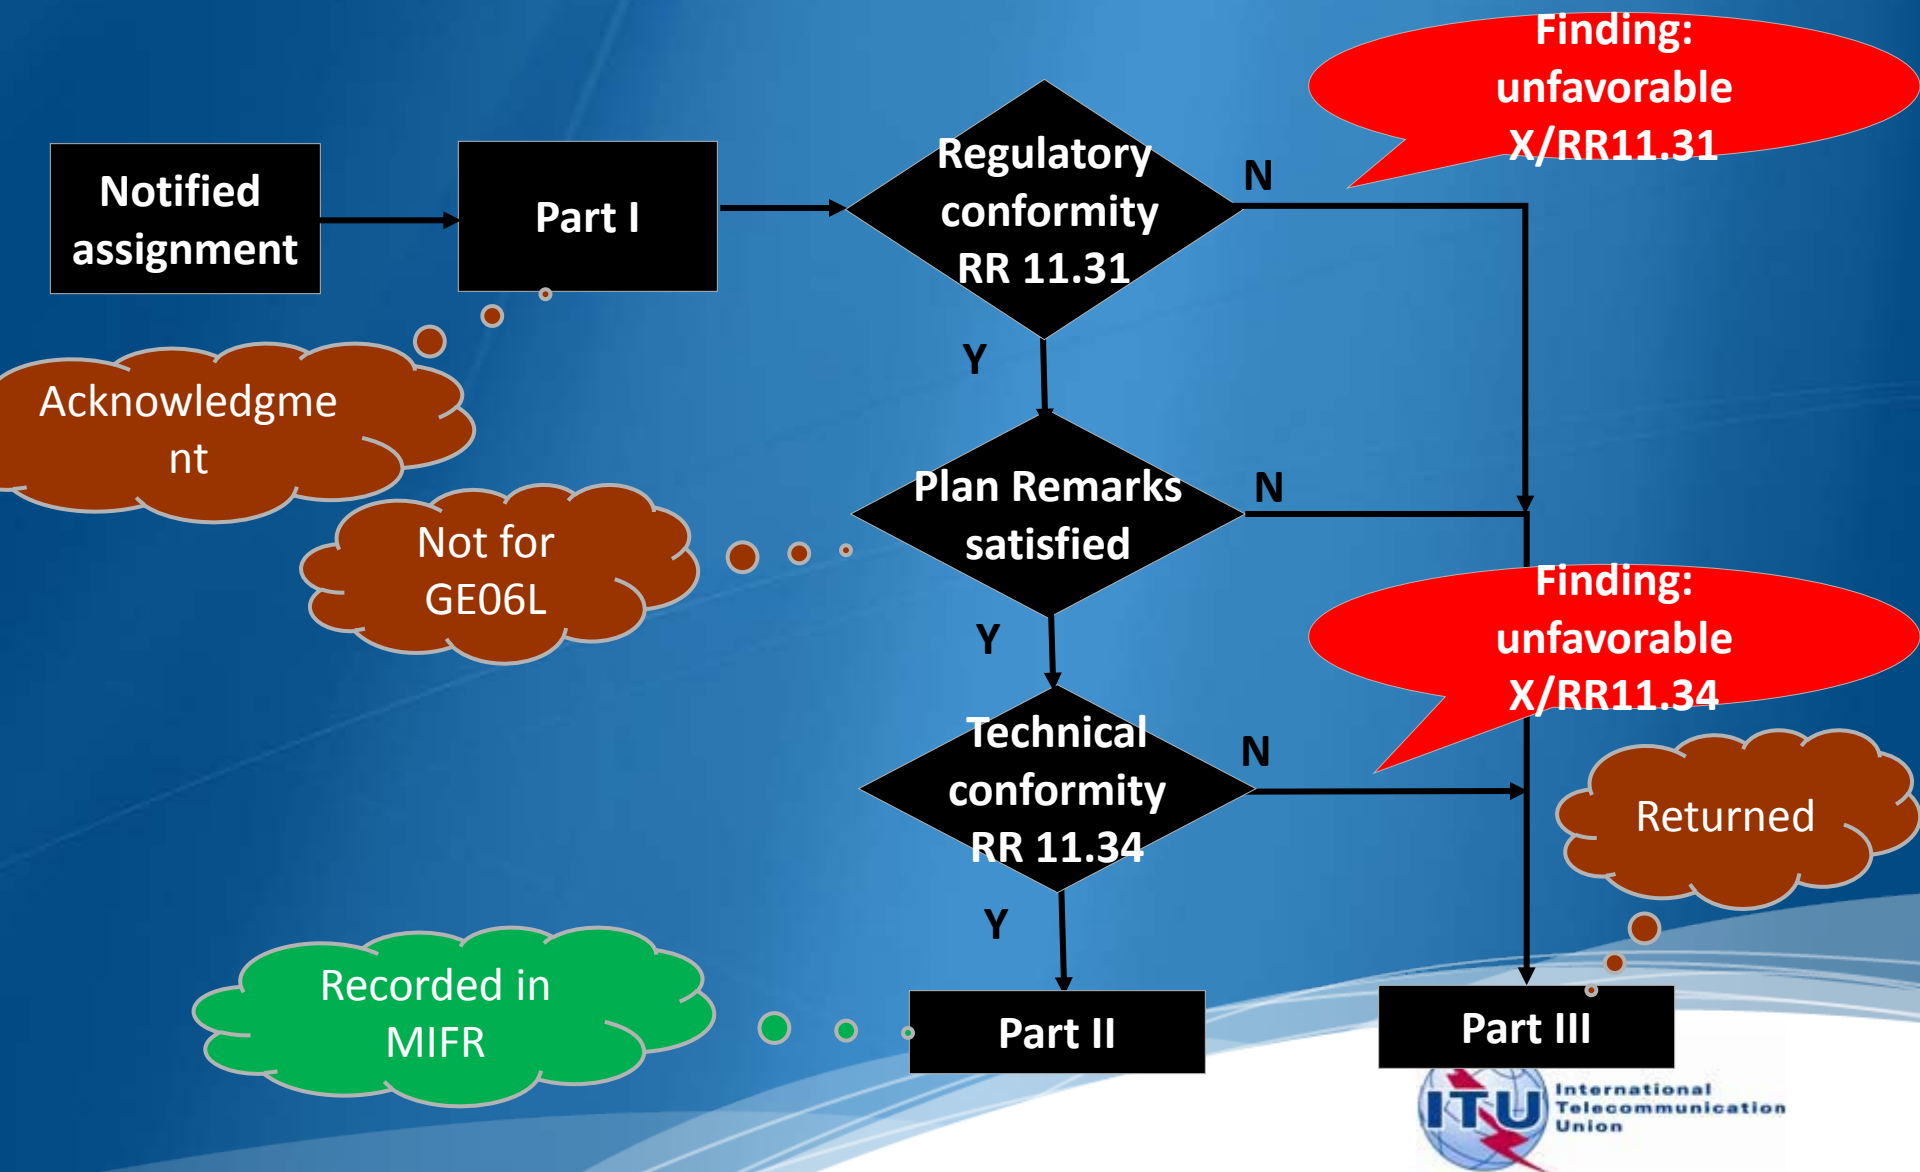 Notified
assignment
Part I
Regulatory
conformity
RR 11.31
N
Finding:
unfavorable
X/RR11.31
Y
Acknowledgme
nt
Plan Remarks
satisfied
N
Not for
GE06L
Y
Finding:
unfavorable
X/RR11.34
Technical
conformity
RR 11.34
N
Returned
Y
Recorded in
MIFR
Part II
Part III
ITU
International
Telecommunication
Union